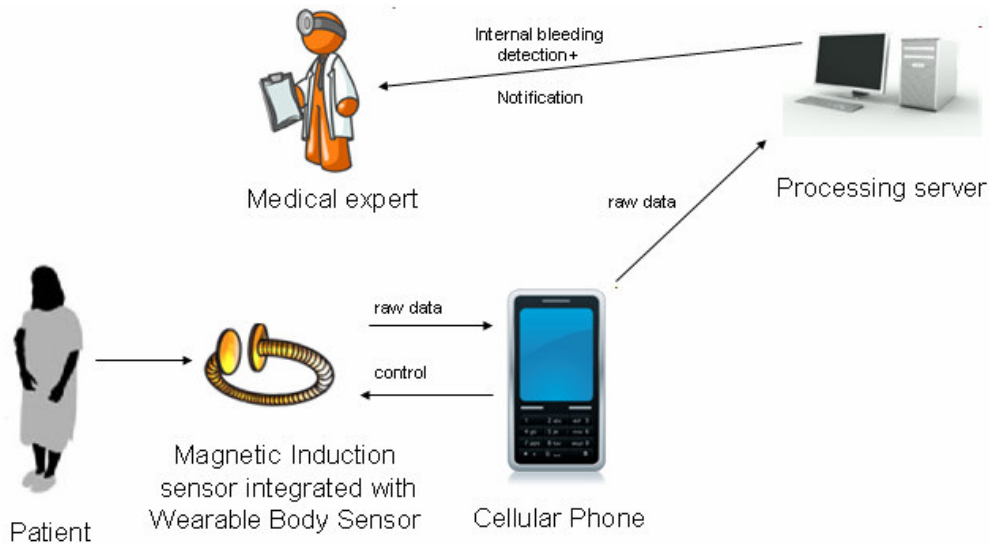 Internal bleeding
detection+
Notification
Medical expert
Processing server
raw data
raw data
control
Magnetic Induction
sensor integrated with
Wearable Body Sensor
Cellular Phone
Patient